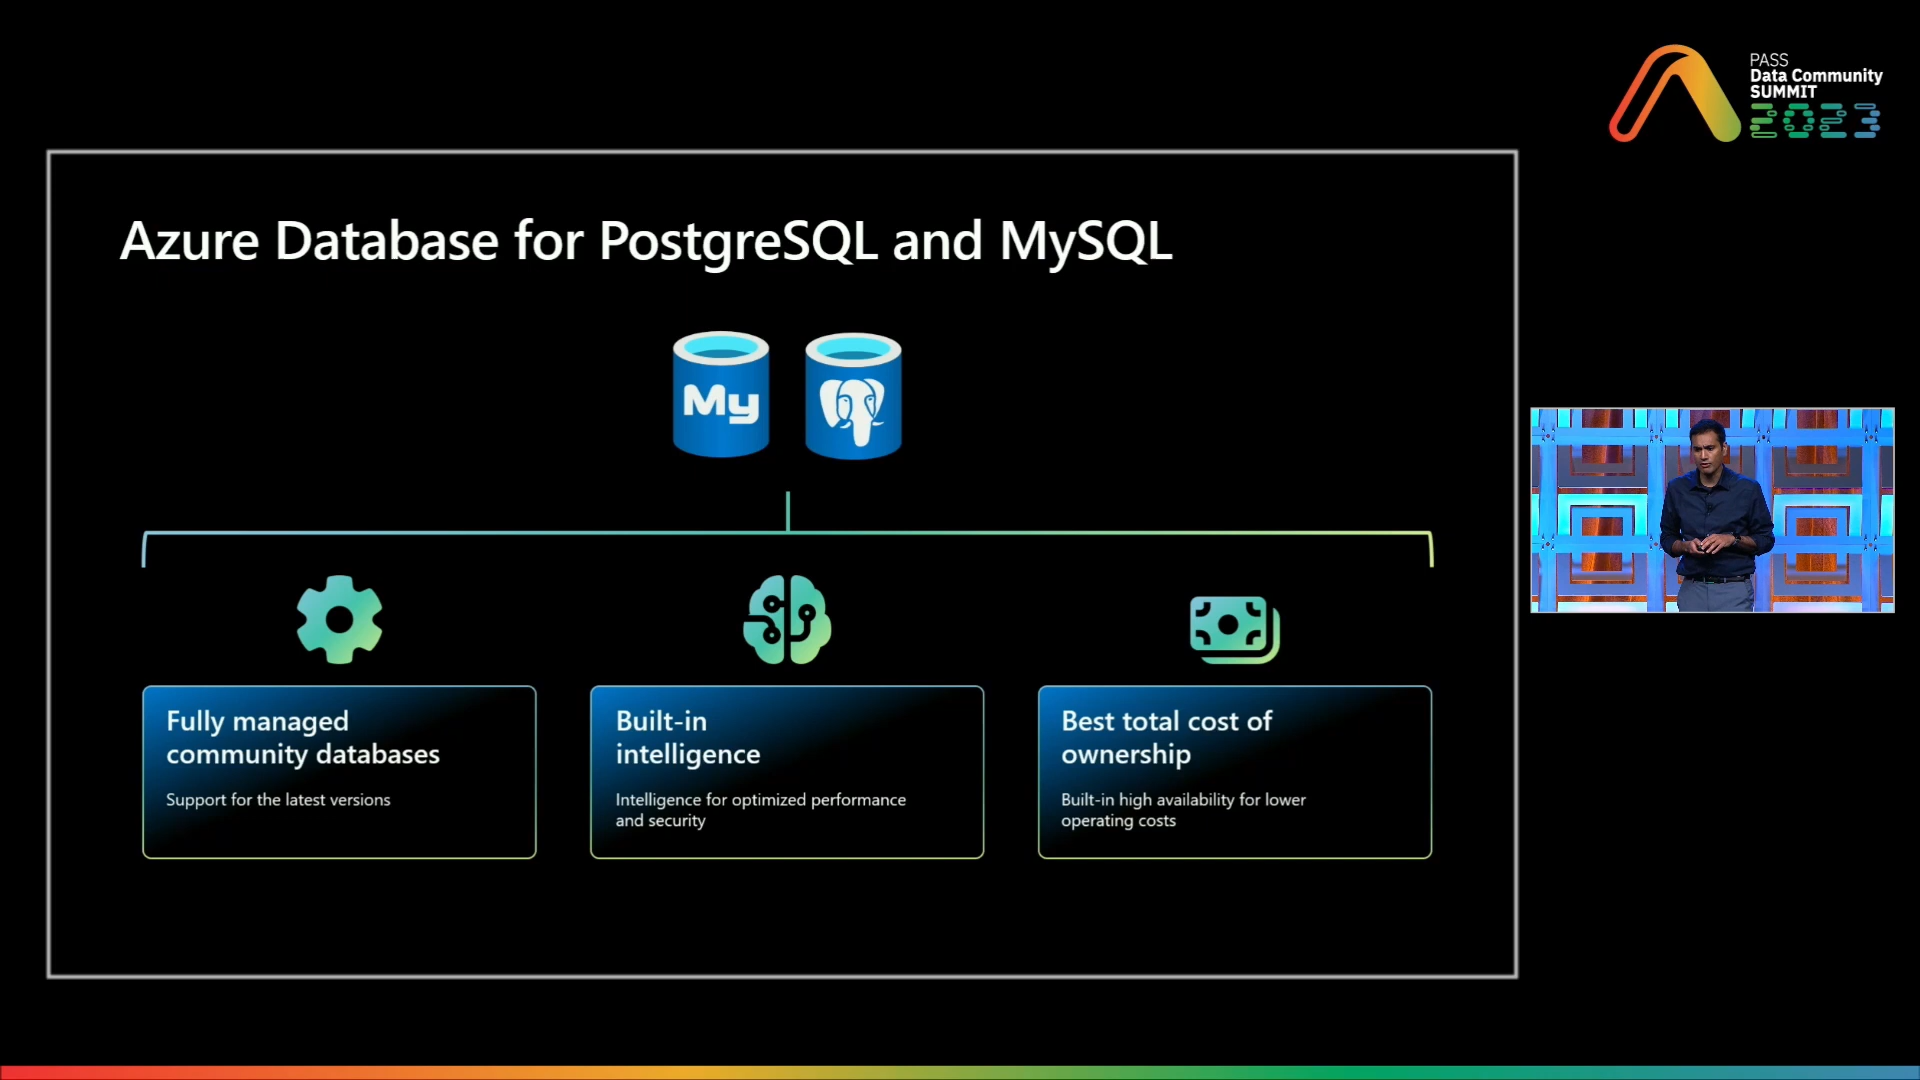 PASS
Data Community
SUMMIT
2023
Azure Database for PostgreSQL and MySQL
My
Fully managed
community databases
Support for the latest versions
Built-in
intelligence
Intelligence for optimized performance
and security
Best total cost of
ownership
Built-in high availability for lower
operating costs